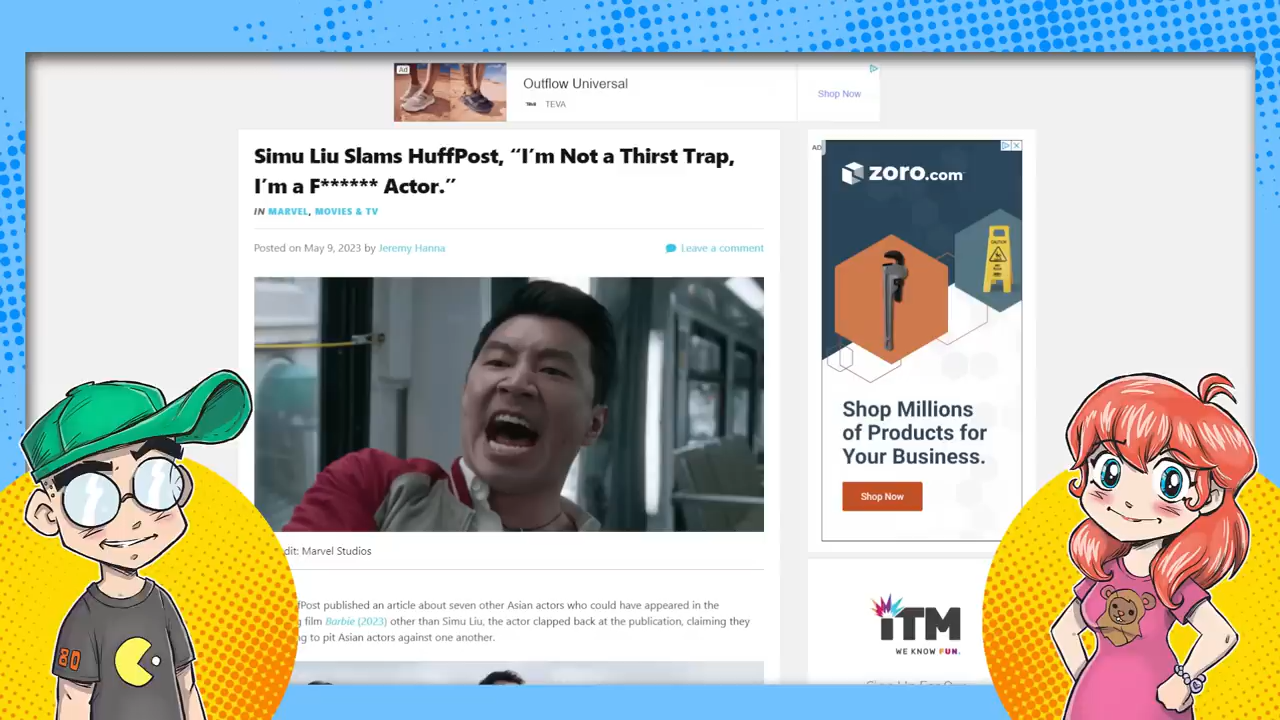 Ad
Outflow Universal
TEVA
Shop Now
Simu Liu Slams HuffPost, “I’m Not a Thirst Trap,
I’m a F****** Actor.”
IN MARVEL, MOVIES & TV
Posted on May 9, 2023 by Jeremy Hanna
Leave a comment
dit: Marvel Studios
fPost published an article about seven other Asian actors who could have appeared in the
g film Barbie (2023) other than Simu Liu, the actor clapped back at the publication, claiming they
to pit Asian actors against one another.
AD
zoro.com
CAUTION
Shop Millions
of Products for
Your Business.
Shop Now
iTM
WE KNOW FUN.
80